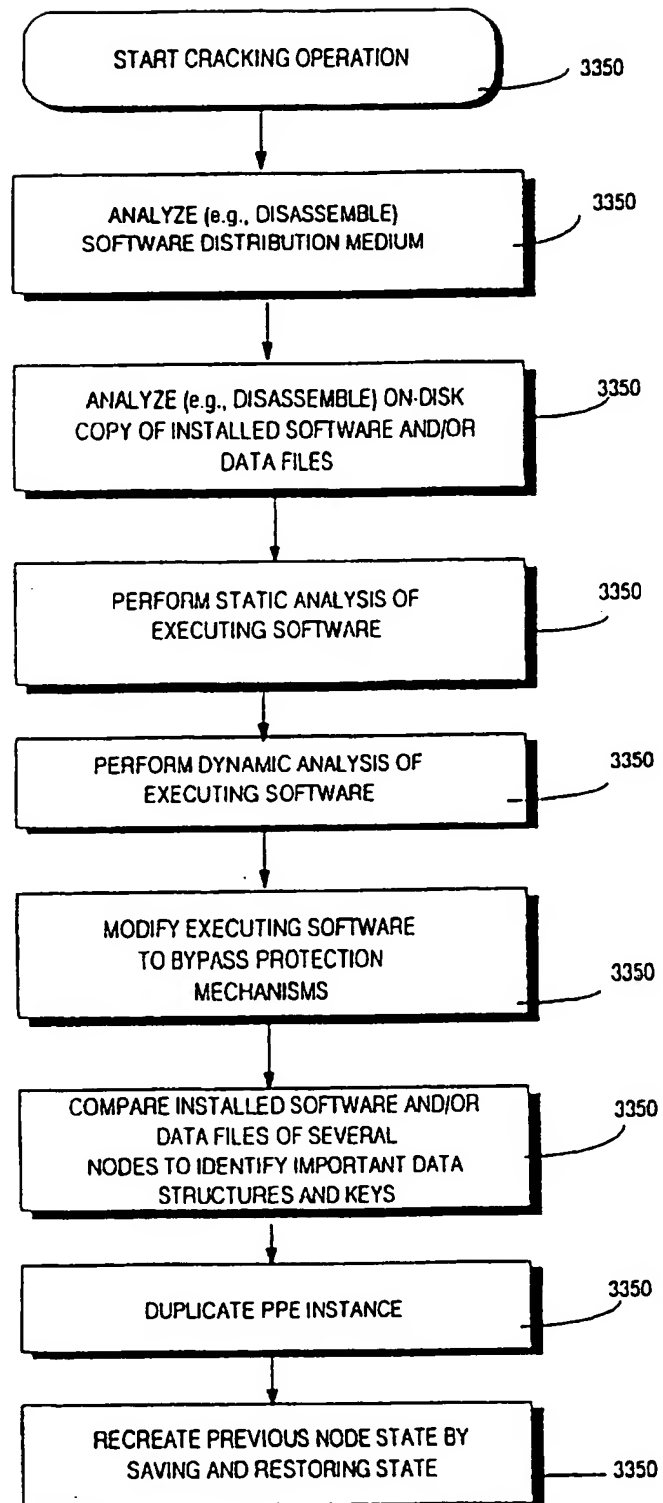 START CRACKING OPERATION
3350
ANALYZE (e.g., DISASSEMBLE)
SOFTWARE DISTRIBUTION MEDIUM
3350
ANALYZE (e.g., DISASSEMBLE) ON-DISK
COPY OF INSTALLED SOFTWARE AND/OR
DATA FILES
3350
PERFORM STATIC ANALYSIS OF
EXECUTING SOFTWARE
3350
PERFORM DYNAMIC ANALYSIS OF
EXECUTING SOFTWARE
3350
MODIFY EXECUTING SOFTWARE
TO BYPASS PROTECTION
MECHANISMS
3350
COMPARE INSTALLED SOFTWARE AND/OR
DATA FILES OF SEVERAL
NODES TO IDENTIFY IMPORTANT DATA
STRUCTURES AND KEYS
3350
DUPLICATE PPE INSTANCE
3350
RECREATE PREVIOUS NODE STATE BY
SAVING AND RESTORING STATE
3350